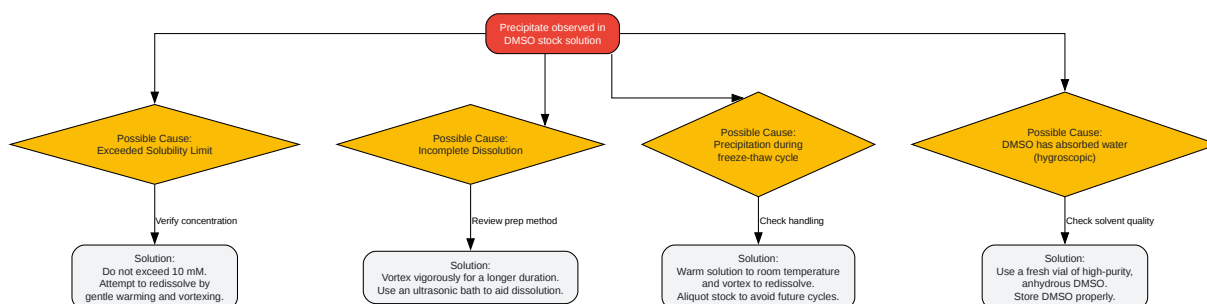 Precipitate observed in
DMSO stock solution
Possible Cause:
Exceeded Solubility Limit
Possible Cause:
Incomplete Dissolution
Possible Cause:
Precipitation during
freeze-thaw cycle
Possible Cause:
DMSO has absorbed water
(hygroscopic)
Verify concentration
Review prep method
Check handling
Check solvent quality
Solution:
Do not exceed 10 mM.
Attempt to redissolve by
gentle warming and vortexing.
Solution:
Vortex vigorously for a longer duration.
Use an ultrasonic bath to aid dissolution.
Solution:
Warm solution to room temperature
and vortex to redissolve.
Aliquot stock to avoid future cycles.
Solution:
Use a fresh vial of high-purity,
anhydrous DMSO.
Store DMSO properly.